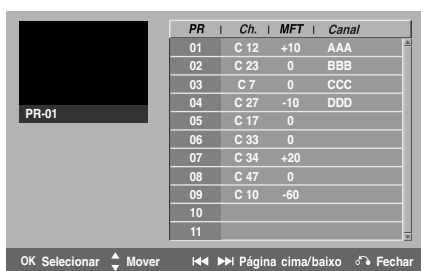 PR Ch. MFT Canal
01 C 12 +10 AAA
02 C 23 0 BBB
03 C 7 0 CCC
04 C 27 -10 DDD
05 C 17 0
06 C 33 0
07 C 34 +20
08 C 47 0
09 C 10 -60
10
11
PR-01
OK Selecionar Mover Página cima/baixo Fechar